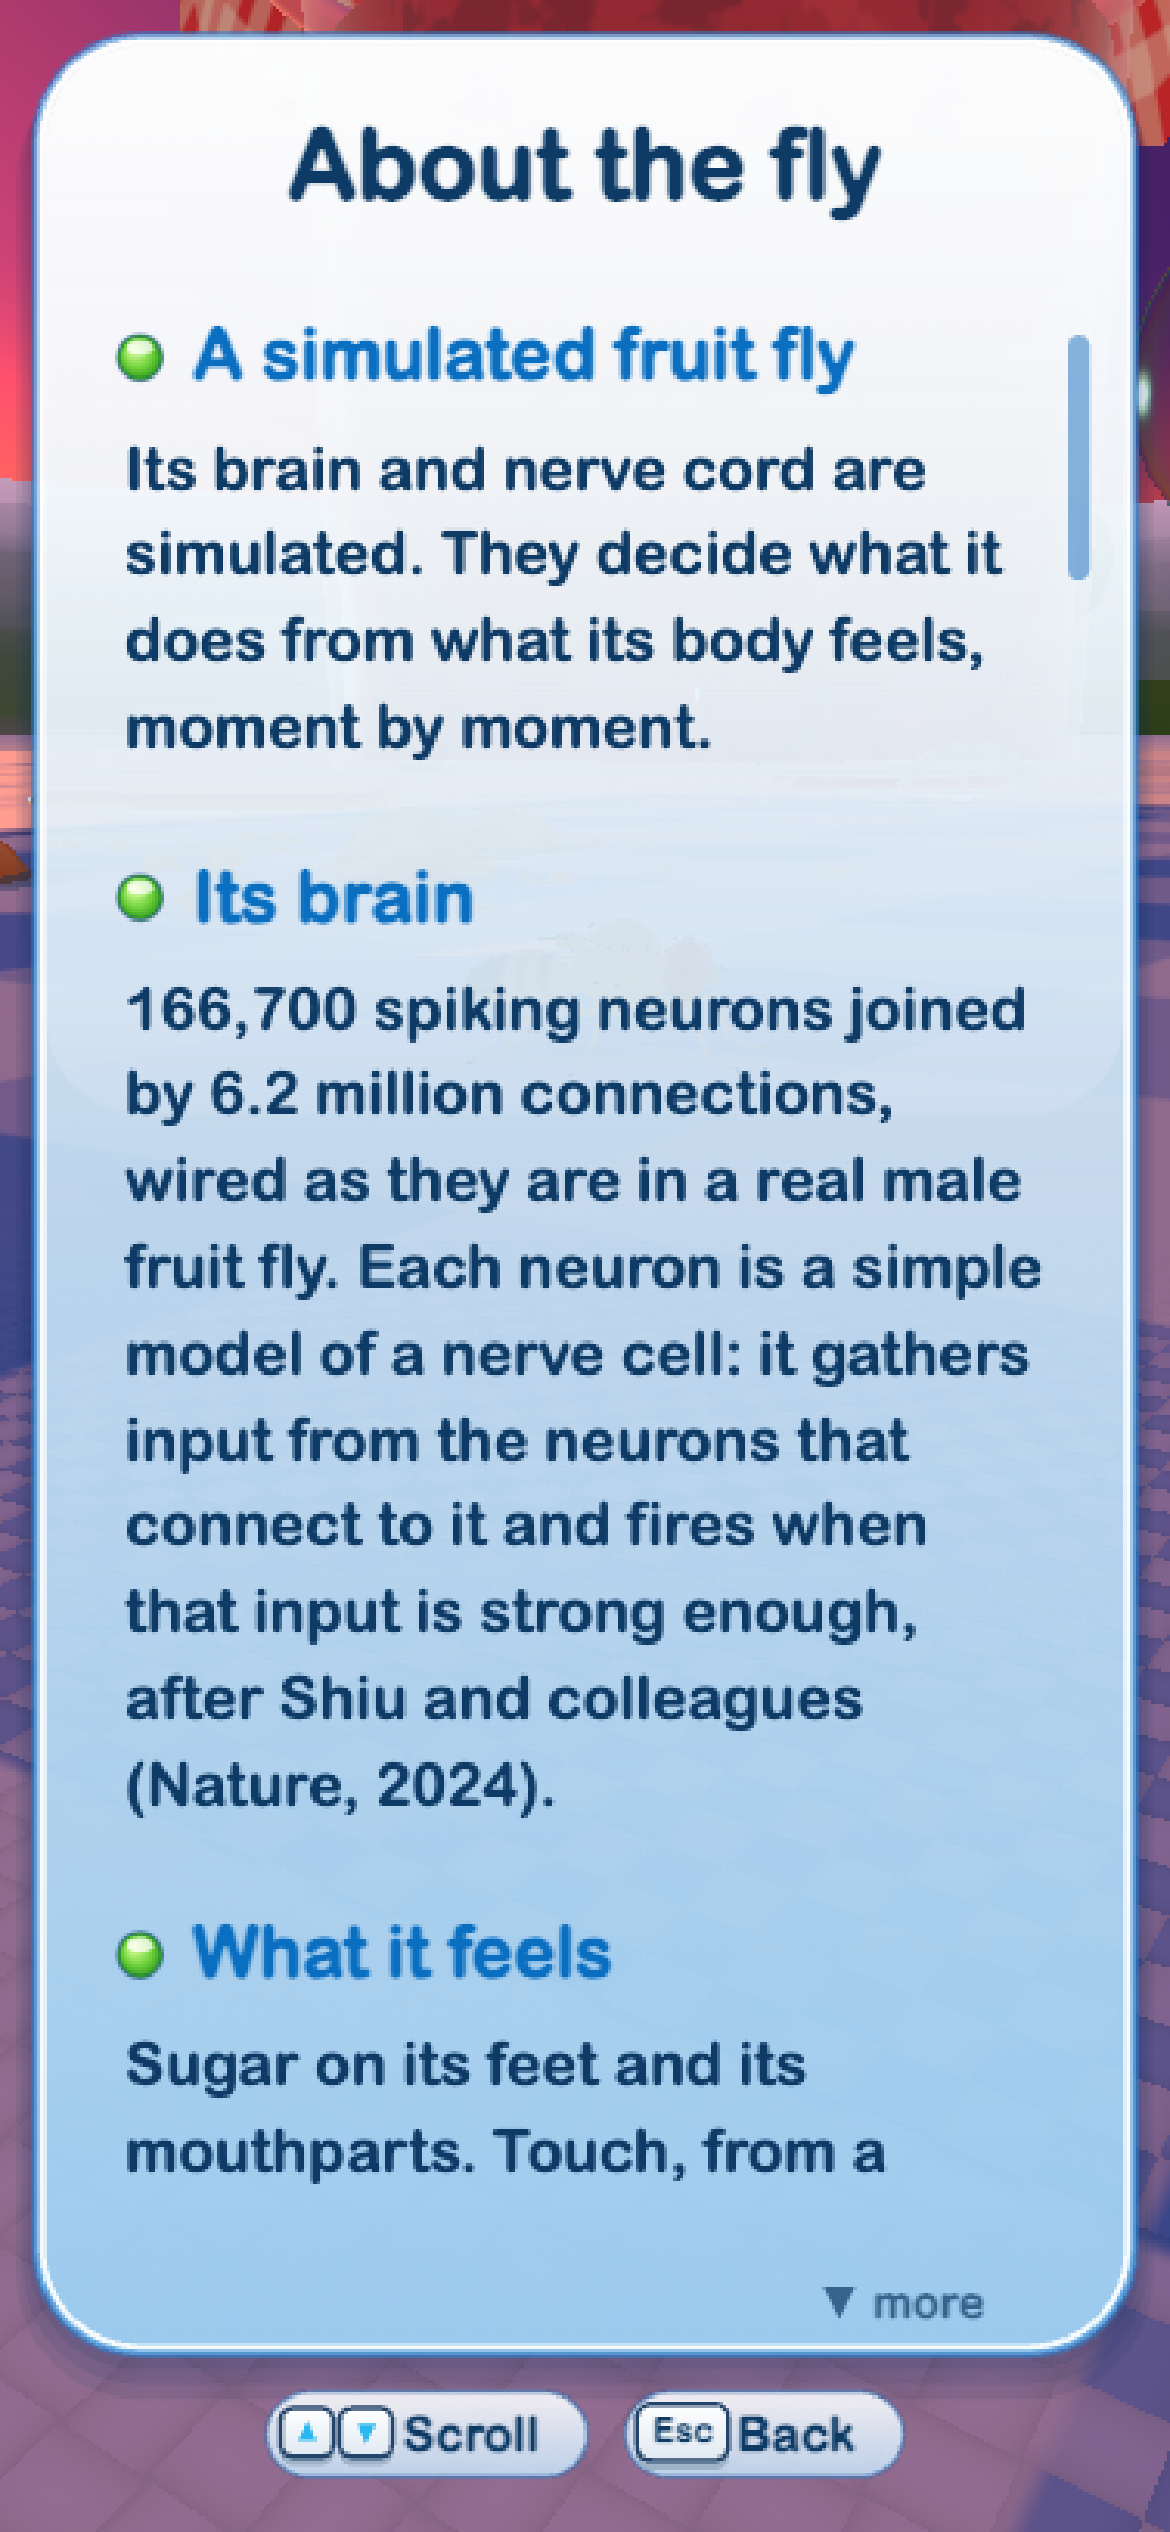 About the fly
A simulated fruit fly
Its brain and nerve cord are
simulated. They decide what it
does from what its body feels,
moment by moment.
Its brain
166,700 spiking neurons joined
by 6.2 million connections,
wired as they are in a real male
fruit fly. Each neuron is a simple
model of a nerve cell: it gathers
input from the neurons that
connect to it and fires when
that input is strong enough,
after Shiu and colleagues
(Nature, 2024).
What it feels
Sugar on its feet and its
mouthparts. Touch, from a
▼ more
▲ ▼ Scroll Esc Back